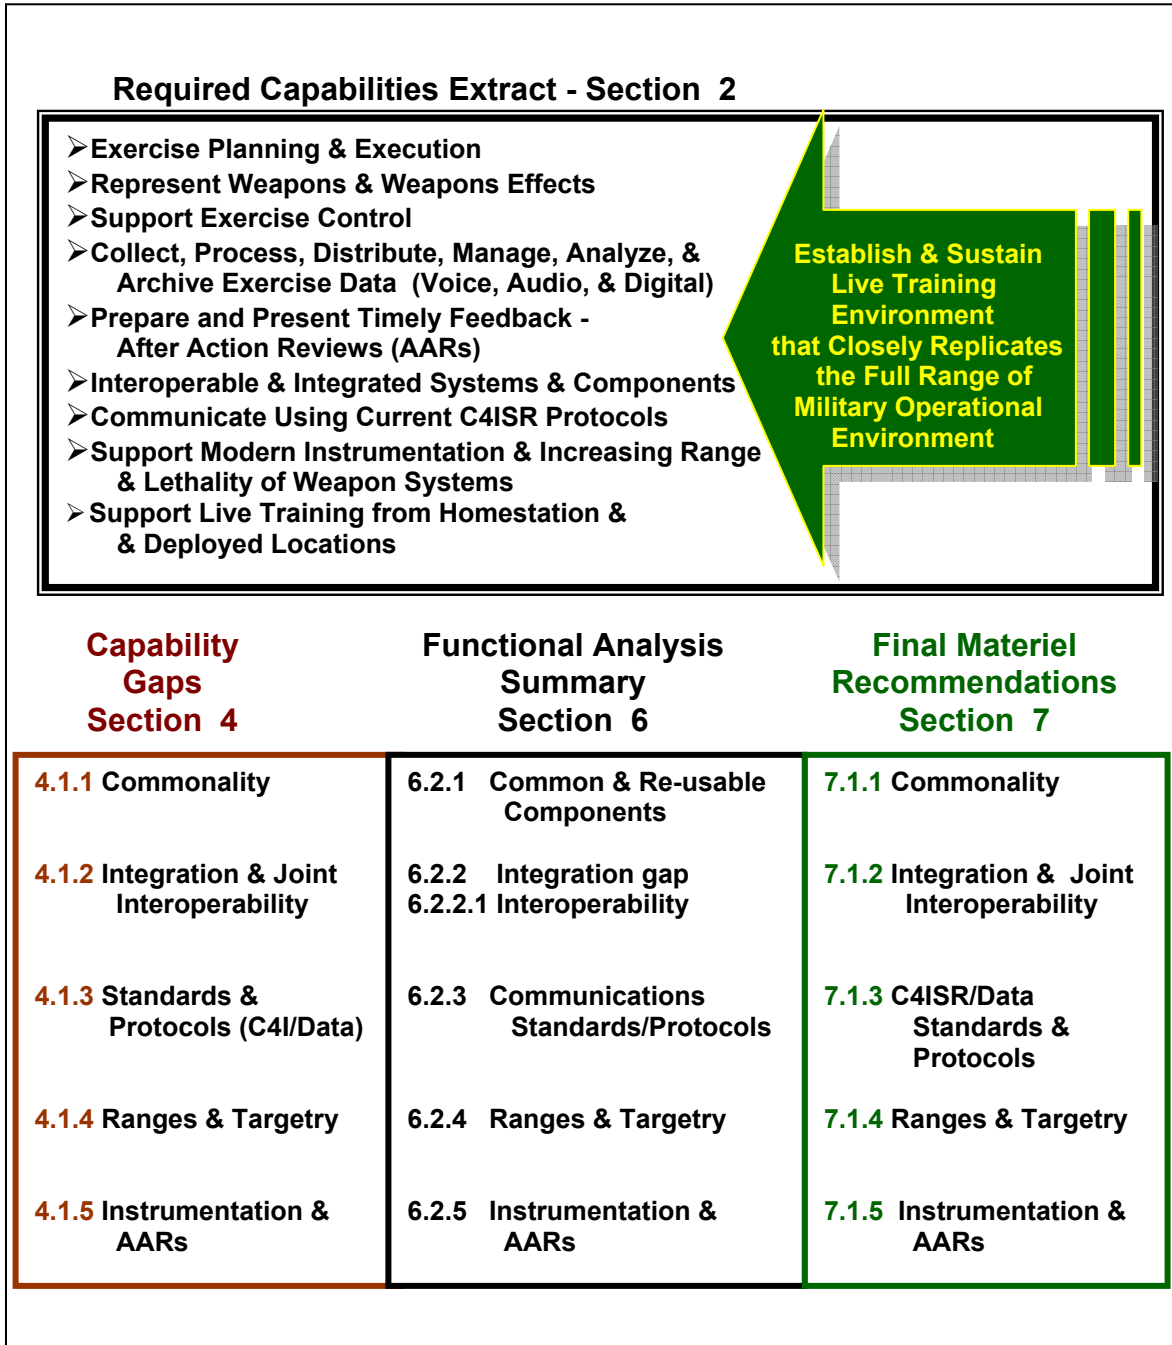 Required Capabilities Extract - Section 2
➢Exercise Planning & Execution
➢Represent Weapons & Weapons Effects
➢Support Exercise Control
➢Collect, Process, Distribute, Manage, Analyze, &
Archive Exercise Data (Voice, Audio, & Digital)
➢Prepare and Present Timely Feedback -
After Action Reviews (AARs)
➢Interoperable & Integrated Systems & Components
➢Communicate Using Current C4ISR Protocols
➢Support Modern Instrumentation & Increasing Range
& Lethality of Weapon Systems
➢Support Live Training from Homestation &
& Deployed Locations
Establish & Sustain
Live Training
Environment
that Closely Replicates
the Full Range of
Military Operational
Environment
Capability
Gaps
Section 4
4.1.1 Commonality
4.1.2 Integration & Joint
Interoperability
4.1.3 Standards &
Protocols (C4I/Data)
4.1.4 Ranges & Targetry
4.1.5 Instrumentation &
AARs
Functional Analysis
Summary
Section 6
6.2.1 Common & Re-usable
Components
6.2.2 Integration gap
6.2.2.1 Interoperability
6.2.3 Communications
Standards/Protocols
6.2.4 Ranges & Targetry
6.2.5 Instrumentation &
AARs
Final Materiel
Recommendations
Section 7
7.1.1 Commonality
7.1.2 Integration & Joint
Interoperability
7.1.3 C4ISR/Data
Standards &
Protocols
7.1.4 Ranges & Targetry
7.1.5 Instrumentation &
AARs